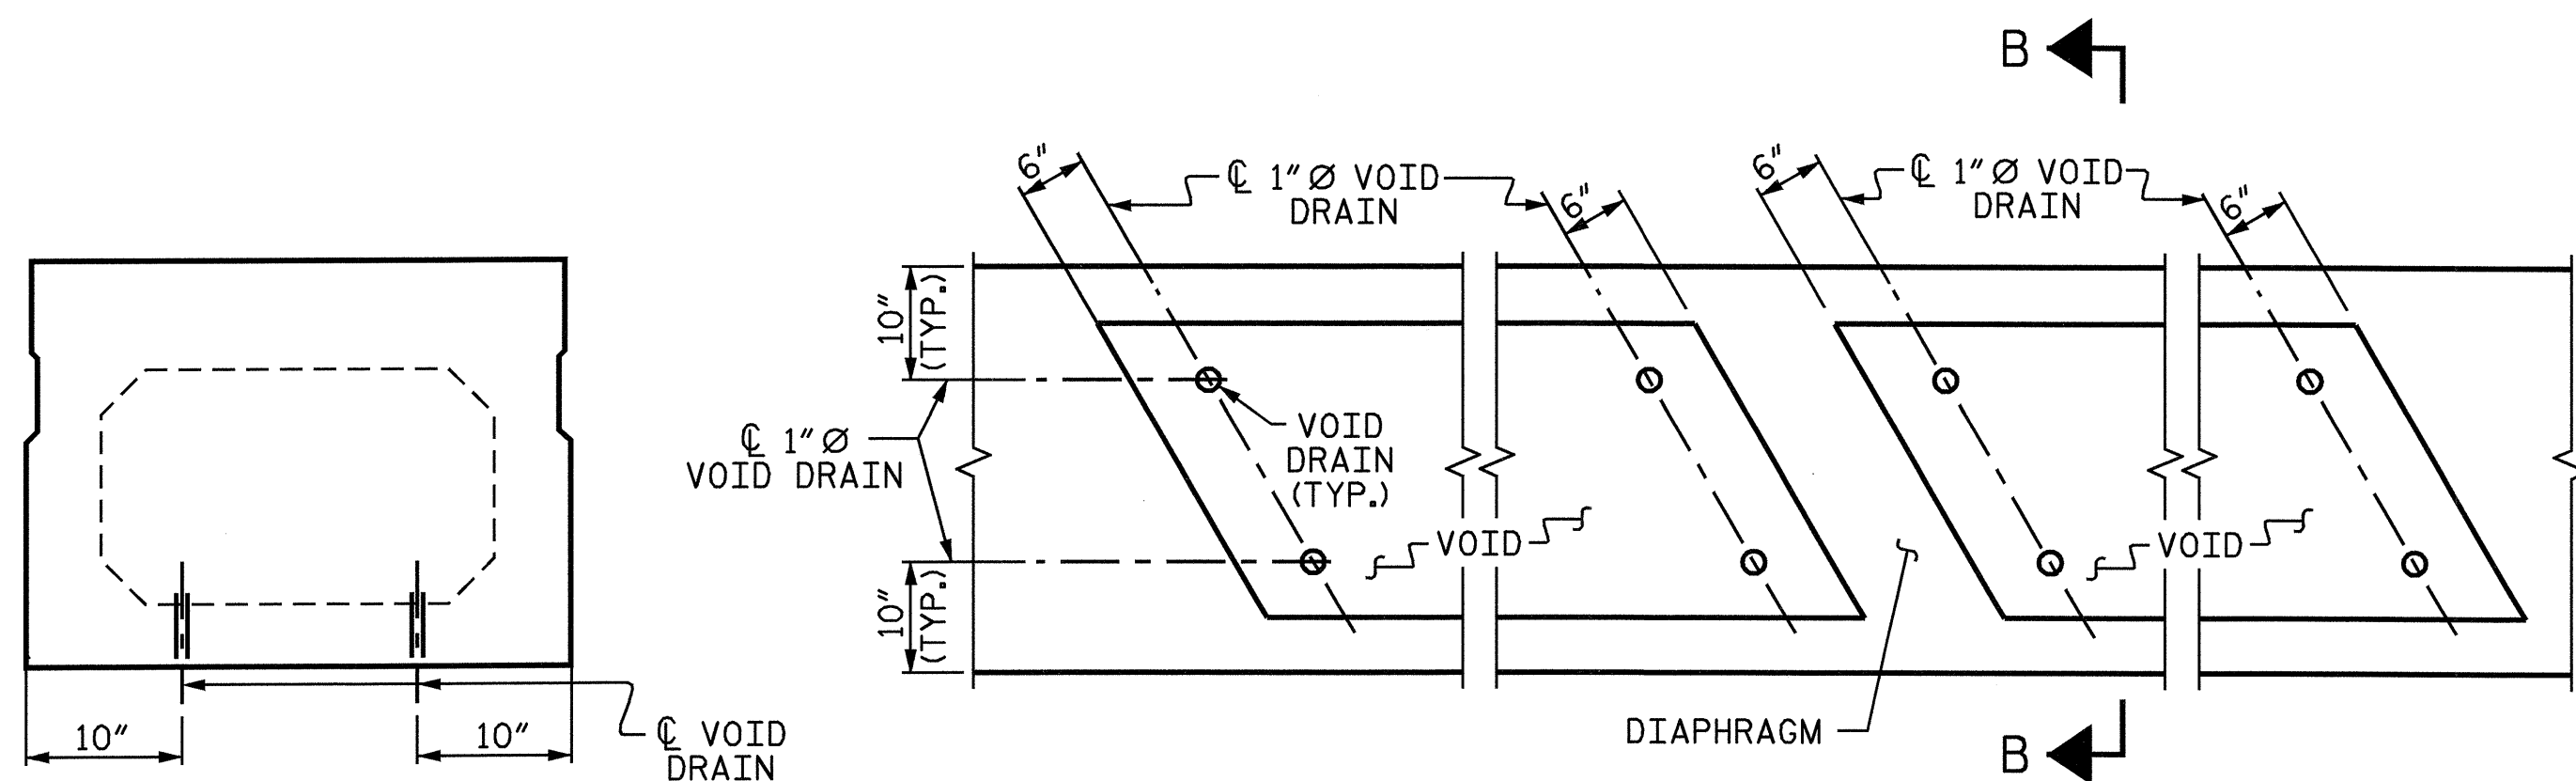 B
6"
℄ 1" Ø VOID
DRAIN
6"
6"
℄ 1" Ø VOID
DRAIN
6"
10"
(TYP.)
℄ 1" Ø
VOID DRAIN
VOID
DRAIN
(TYP.)
VOID
VOID
10"
(TYP.)
10"
10"
℄ VOID
DRAIN
DIAPHRAGM
B